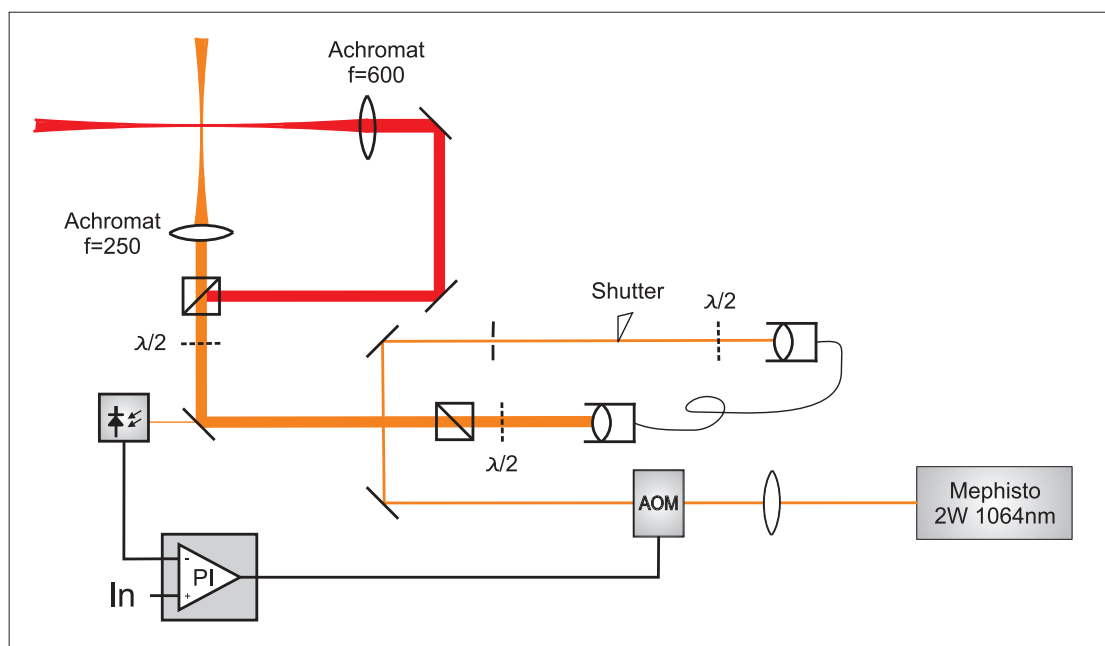 Achromat
f=600
Achromat
f=250
Shutter
λ/2
λ/2
λ/2
AOM
Mephisto
2W 1064nm
-
PI
In
+